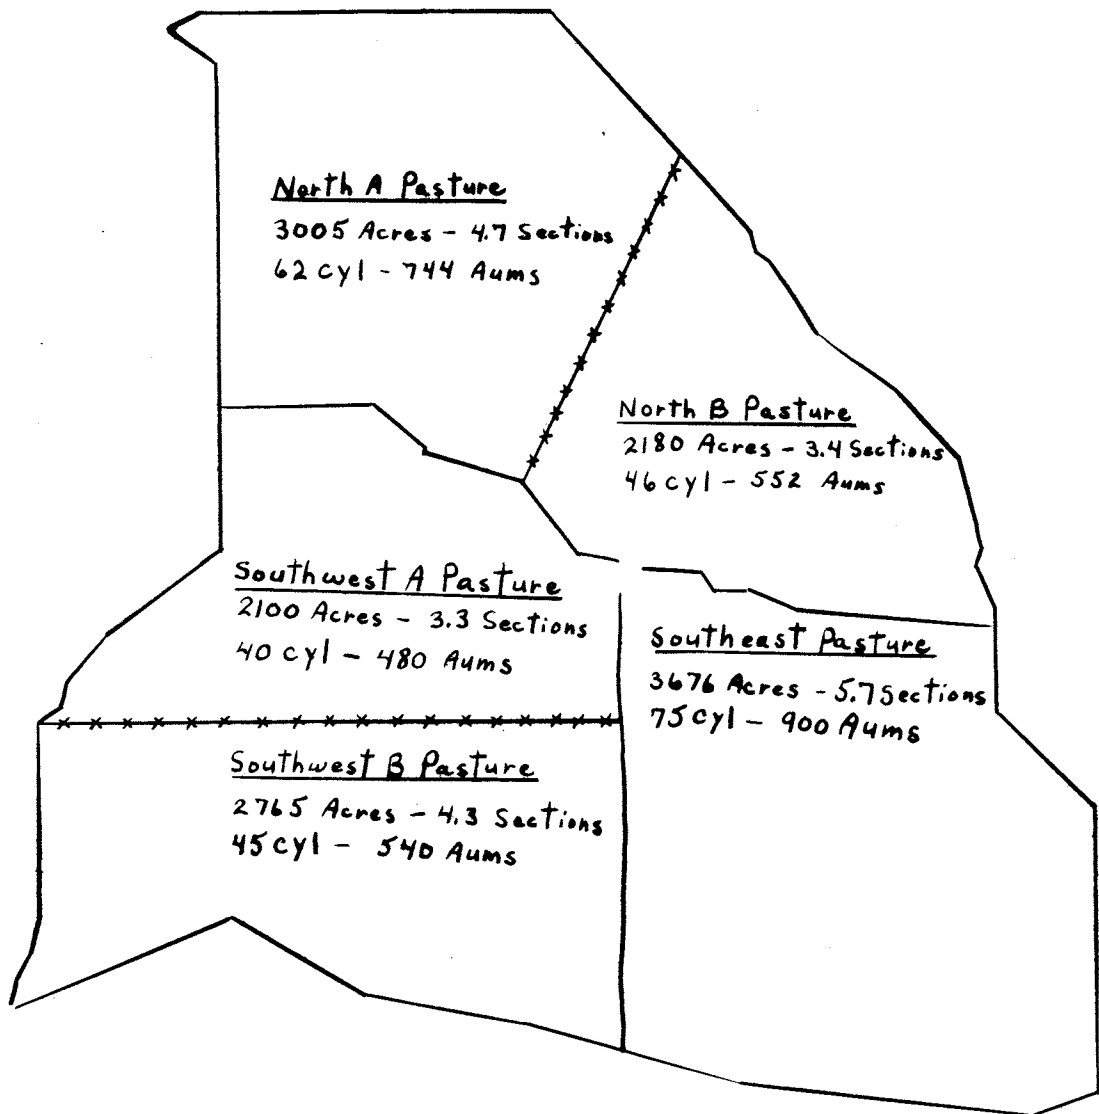 North A Pasture
3005 Acres - 4.7 Sections
62 cyl - 744 Aums
North B Pasture
2180 Acres - 3.4 Sections
46 cyl - 552 Aums
Southwest A Pasture
2100 Acres - 3.3 Sections
40 cyl - 480 Aums
Southeast Pasture
3676 Acres - 5.7 Sections
75 cyl - 900 Aums
Southwest B Pasture
2765 Acres - 4.3 Sections
45 cyl - 540 Aums